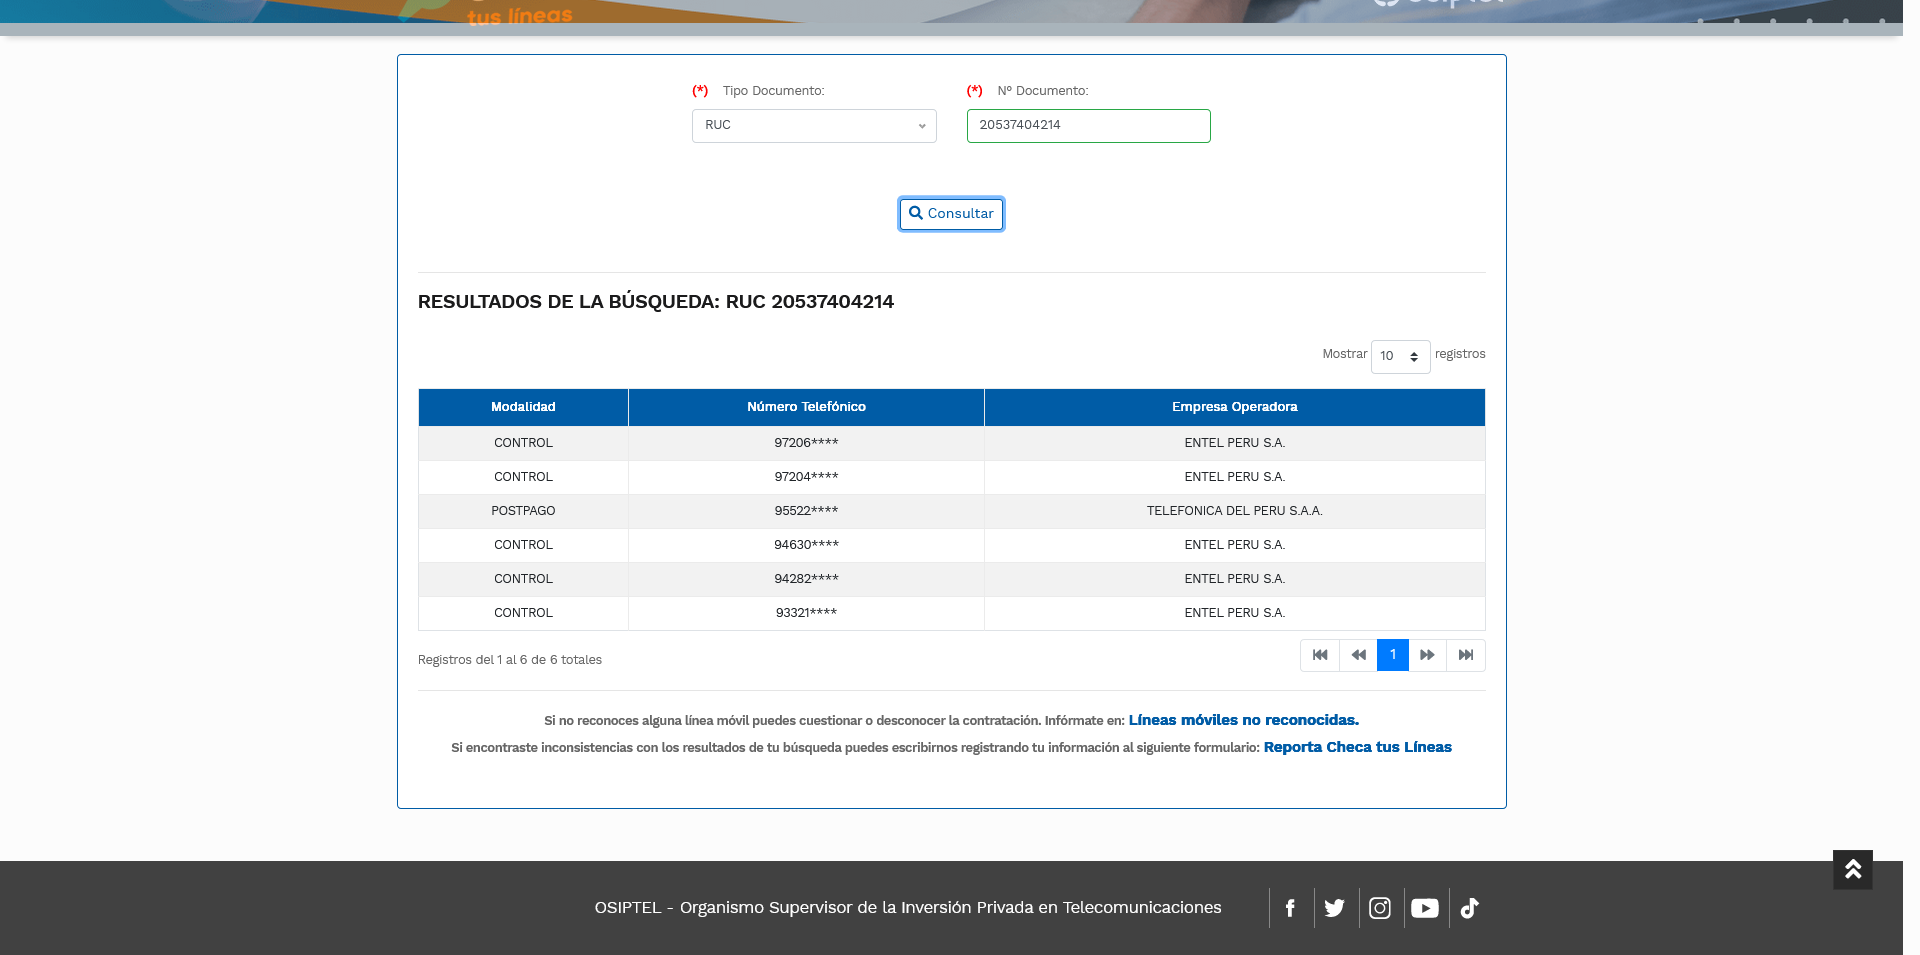 tus líneas
(*) Tipo Documento:
(*) Nº Documento:
RUC
20537404214
Consultar
RESULTADOS DE LA BÚSQUEDA: RUC 20537404214
Mostrar 10 registros
Modalidad Número Telefónico Empresa Operadora
CONTROL 97206**** ENTEL PERU S.A.
CONTROL 97204**** ENTEL PERU S.A.
POSTPAGO 95522**** TELEFONICA DEL PERU S.A.A.
CONTROL 94630**** ENTEL PERU S.A.
CONTROL 94282**** ENTEL PERU S.A.
CONTROL 93321**** ENTEL PERU S.A.
Registros del 1 al 6 de 6 totales
1
Si no reconoces alguna línea móvil puedes cuestionar o desconocer la contratación. Infórmate en: Líneas móviles no reconocidas.
Si encontraste inconsistencias con los resultados de tu búsqueda puedes escribirnos registrando tu información al siguiente formulario: Reporta Checa tus Líneas
OSIPTEL - Organismo Supervisor de la Inversión Privada en Telecomunicaciones